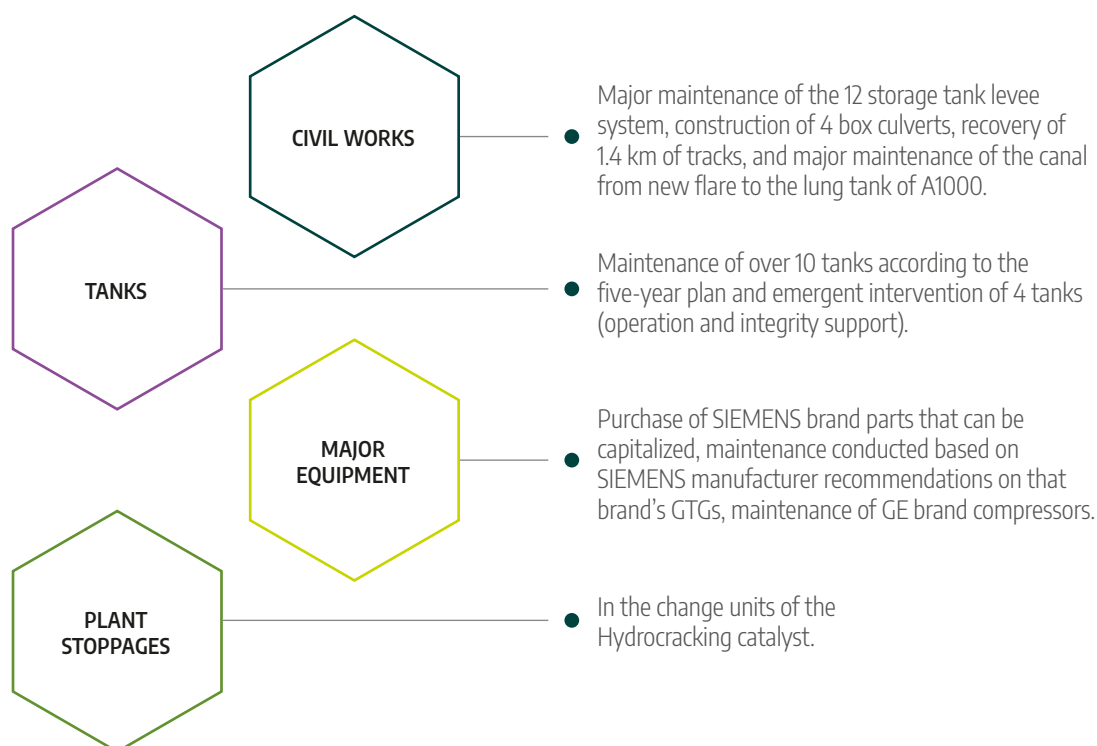 CIVIL WORKS
Major maintenance of the 12 storage tank levee
system, construction of 4 box culverts, recovery of
1.4 km of tracks, and major maintenance of the canal
from new flare to the lung tank of A1000.
TANKS
Maintenance of over 10 tanks according to the
five-year plan and emergent intervention of 4 tanks
(operation and integrity support).
MAJOR
EQUIPMENT
Purchase of SIEMENS brand parts that can be
capitalized, maintenance conducted based on
SIEMENS manufacturer recommendations on that
brand's GTGs, maintenance of GE brand compressors.
PLANT
STOPPAGES
In the change units of the
Hydrocracking catalyst.